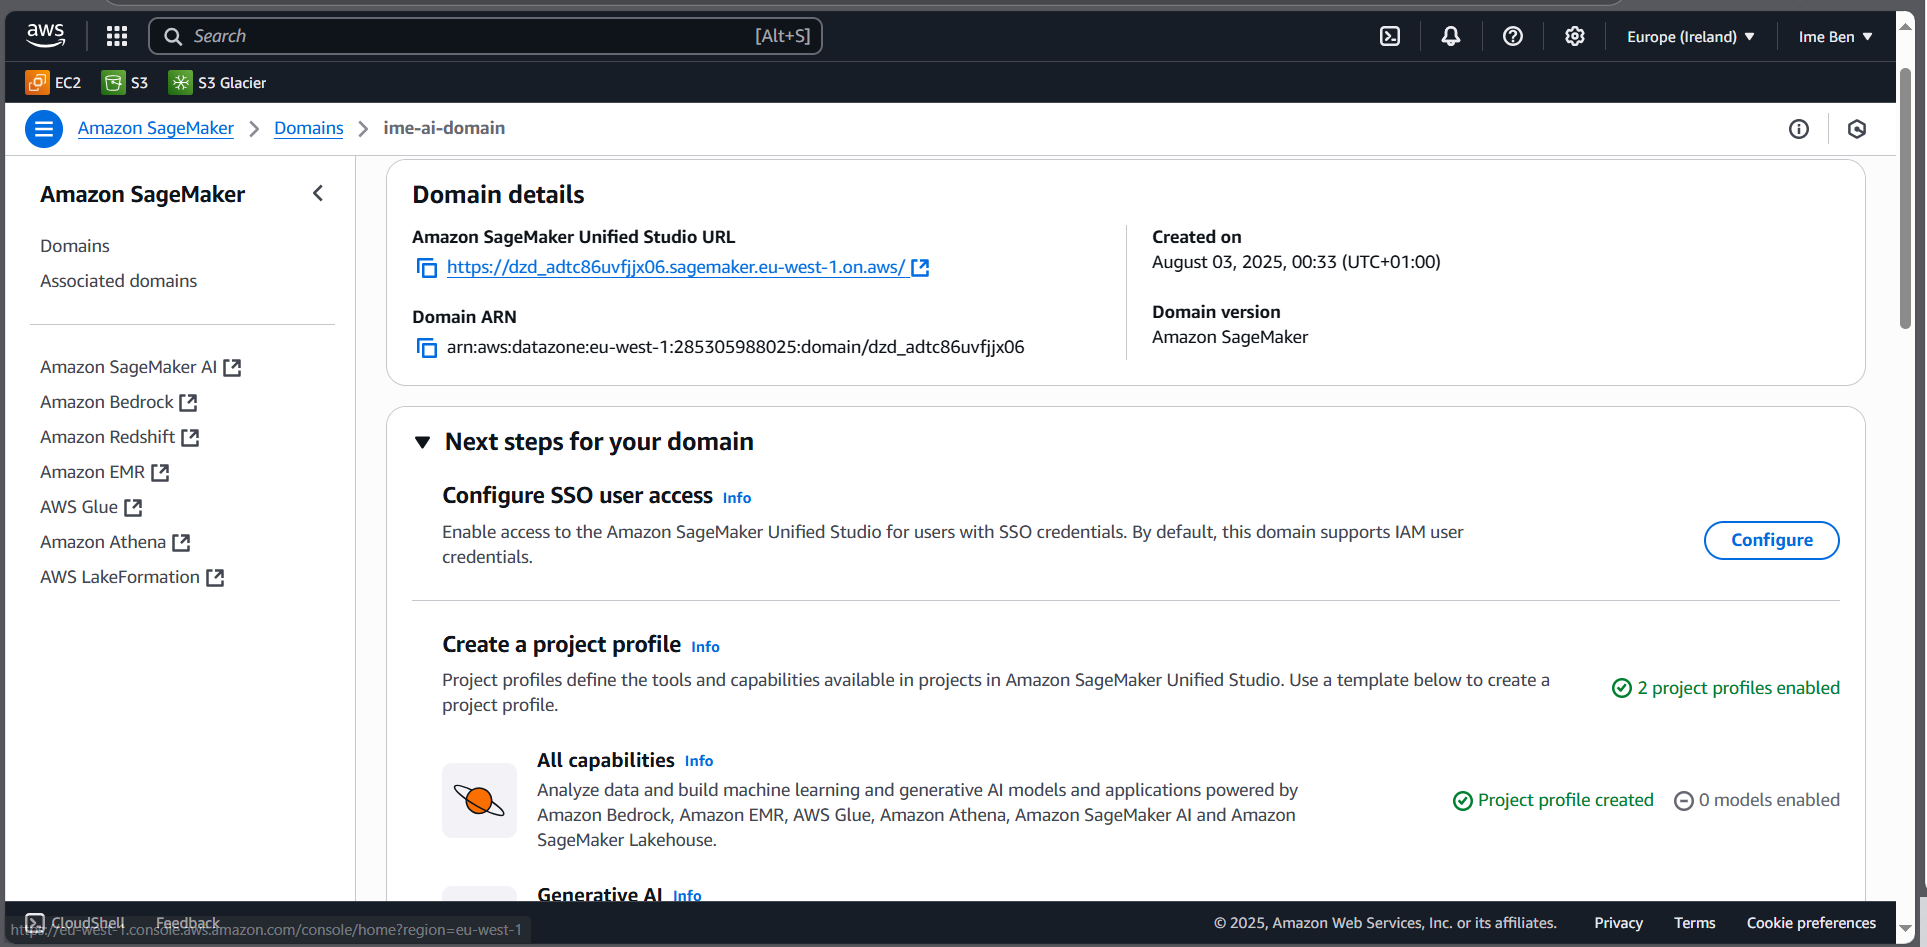 aws
Search
[Alt+S]
Europe (Ireland)
Ime Ben
EC2
S3
S3 Glacier
Amazon SageMaker
Domains
ime-ai-domain
Amazon SageMaker
Domains
Associated domains
Amazon SageMaker AI
Amazon Bedrock
Amazon Redshift
Amazon EMR
AWS Glue
Amazon Athena
AWS LakeFormation
Domain details
Amazon SageMaker Unified Studio URL
https://dzd_adtc86uvfjjx06.sagemaker.eu-west-1.on.aws/
Domain ARN
arn:aws:datazone:eu-west-1:285305988025:domain/dzd_adtc86uvfjjx06
Created on
August 03, 2025, 00:33 (UTC+01:00)
Domain version
Amazon SageMaker
Next steps for your domain
Configure SSO user access Info
Enable access to the Amazon SageMaker Unified Studio for users with SSO credentials. By default, this domain supports IAM user
credentials.
Configure
Create a project profile Info
Project profiles define the tools and capabilities available in projects in Amazon SageMaker Unified Studio. Use a template below to create a
project profile.
2 project profiles enabled
All capabilities Info
Analyze data and build machine learning and generative AI models and applications powered by
Amazon Bedrock, Amazon EMR, AWS Glue, Amazon Athena, Amazon SageMaker AI and Amazon
SageMaker Lakehouse.
Project profile created
0 models enabled
Generative AI Info
CloudShell
Feedback
https://eu-west-1.console.aws.amazon.com/console/home?region=eu-west-1
© 2025, Amazon Web Services, Inc. or its affiliates.
Privacy
Terms
Cookie preferences